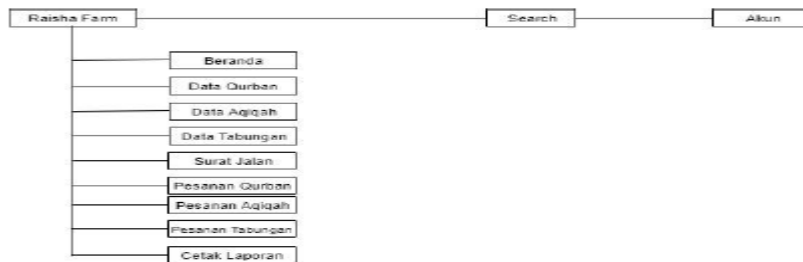 Raisha Farm
Search
Akun
Beranda
Data Qurban
Data Aqiqah
Data Tabungan
Surat Jalan
Pesanan Qurban
Pesanan Aqiqah
Pesanan Tabungan
Cetak Laporan